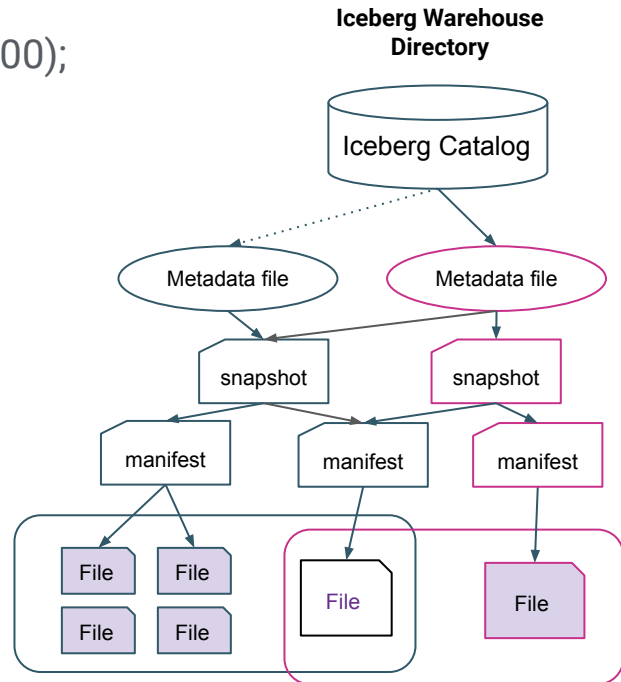 Iceberg Warehouse
Directory
00);
Iceberg Catalog
Metadata file
Metadata file
snapshot
snapshot
manifest
manifest
manifest
File
File
File
File
File
File